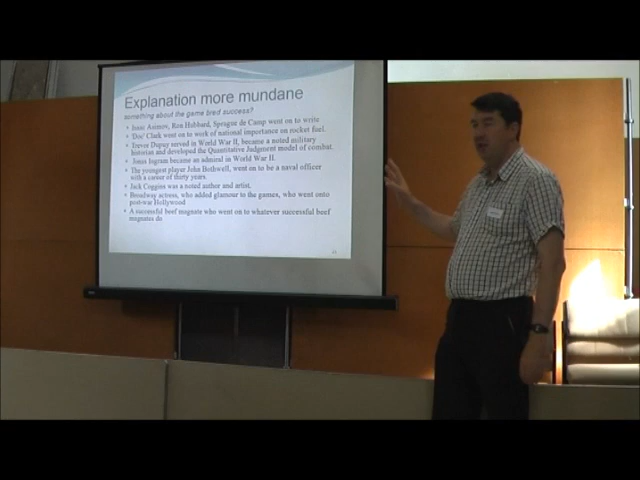 Explanation more mundane
something about the game bred success?
Isaac Asimov, Ron Hubbard, Sprague de Camp went on to write
Doc' Clark went on to work of national importance on rocket fuel.
Trevor Dupuy served in World War II, became a noted military
historian and developed the Quantitative Judgment model of combat.
Jonas Ingram became an admiral in World War II.
The youngest player John Bothwell, went on to be a naval officer
with a career of thirty years.
Jack Coggins was a noted author and artist.
Broadway actress, who added glamour to the games, who went onto
post-war Hollywood
A successful beef magnate who went on to whatever successful beef
magnates do